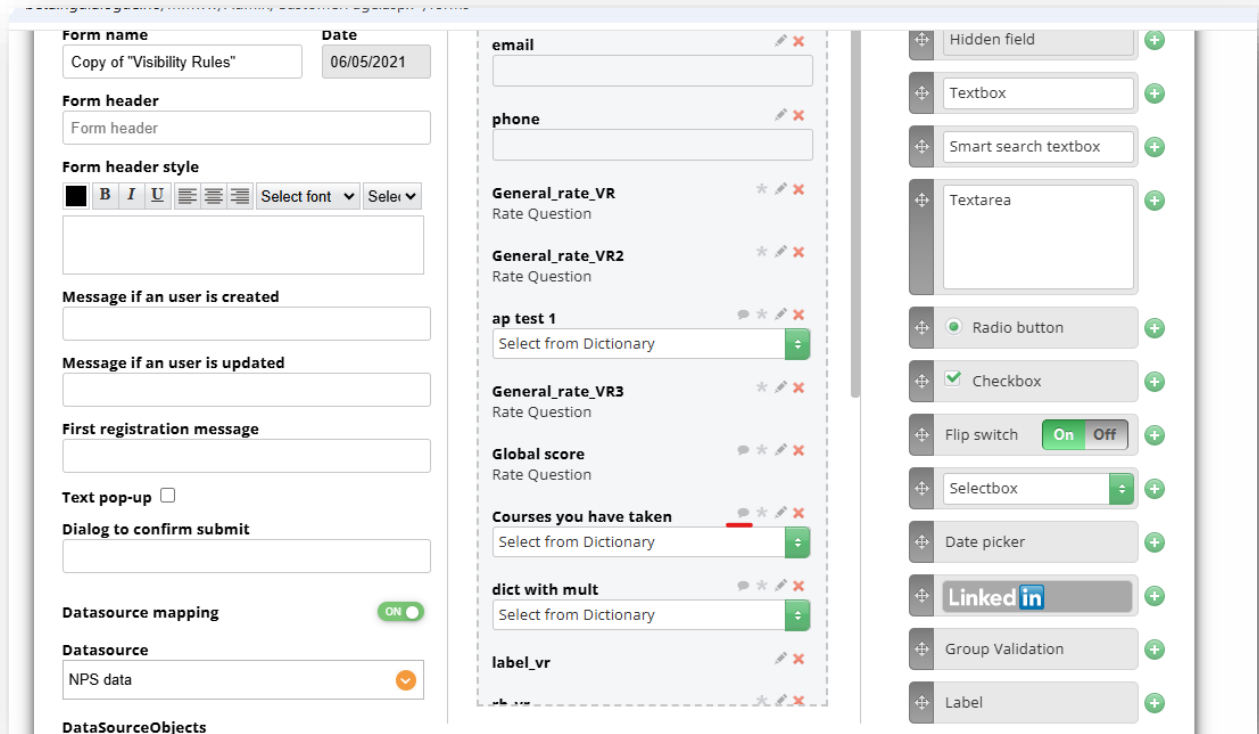 Form name
Date
Copy of "Visibility Rules"
06/05/2021
Form header
Form header
Form header style
B I U
Select font
Selec
Message if an user is created
Message if an user is updated
First registration message
Text pop-up
Dialog to confirm submit
Datasource mapping
ON
Datasource
NPS data
DataSourceObjects
email
phone
General_rate_VR
Rate Question
General_rate_VR2
Rate Question
ap test 1
Select from Dictionary
General_rate_VR3
Rate Question
Global score
Rate Question
Courses you have taken
Select from Dictionary
dict with mult
Select from Dictionary
label_vr
Hidden field
Textbox
Smart search textbox
Textarea
Radio button
Checkbox
Flip switch
On Off
Selectbox
Date picker
Linked in
Group Validation
Label